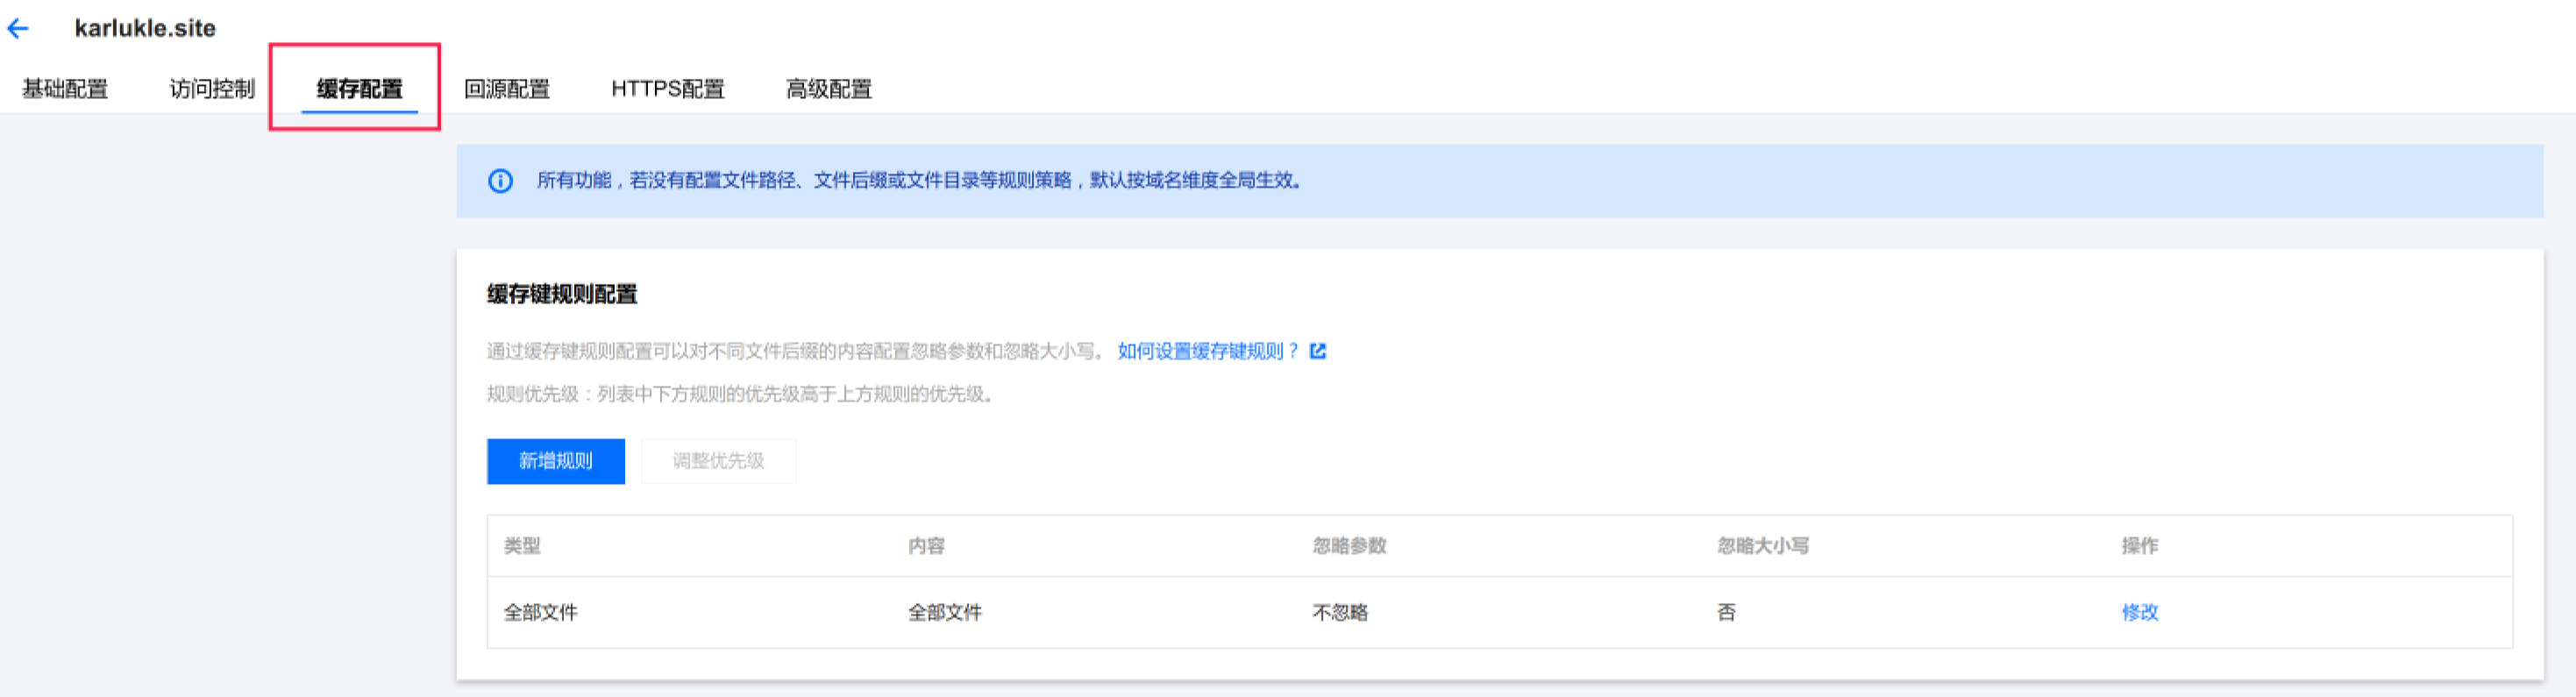 karlukle.site
基础配置 访问控制 缓存配置 回源配置 HTTPS配置 高级配置
所有功能，若没有配置文件路径、文件后缀或文件目录等规则策略，默认按域名维度全局生效。
缓存键规则配置
通过缓存键规则配置可以对不同文件后缀的内容配置忽略参数和忽略大小写。 如何设置缓存键规则？
规则优先级：列表中下方规则的优先级高于上方规则的优先级。
新增规则 调整优先级
类型 内容 忽略参数 忽略大小写 操作
全部文件 全部文件 不忽略 否 修改